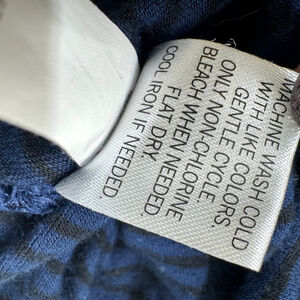 MACHINE WASH COLD
WITH LIKE COLORS.
GENTLE CYCLE.
ONLY NON CHLORINE
BLEACH WHEN NEEDED
FLAT DRY.
COOL IRON IF NEEDED.